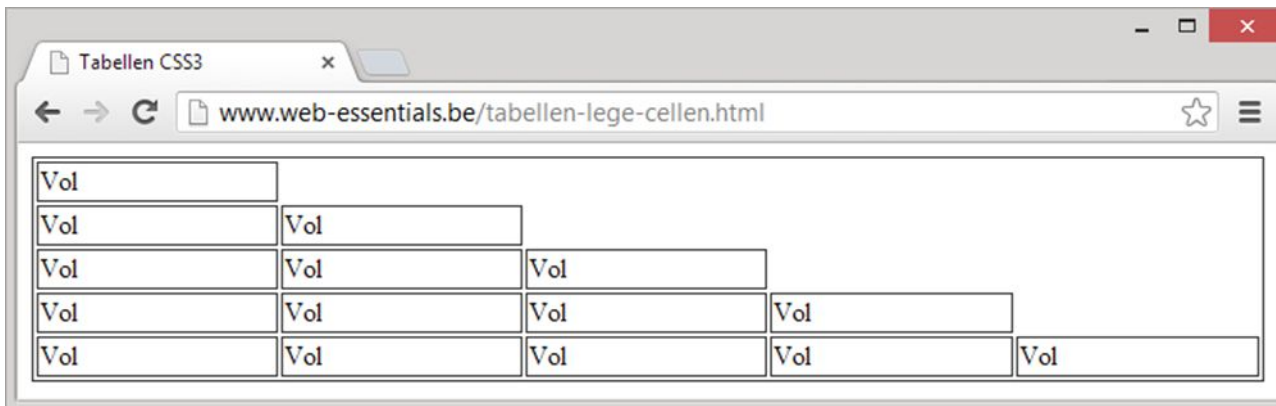 Tabellen CSS3
www.web-essentials.be/tabellen-lege-cellen.html
Vol
Vol Vol
Vol Vol Vol
Vol Vol Vol Vol
Vol Vol Vol Vol Vol